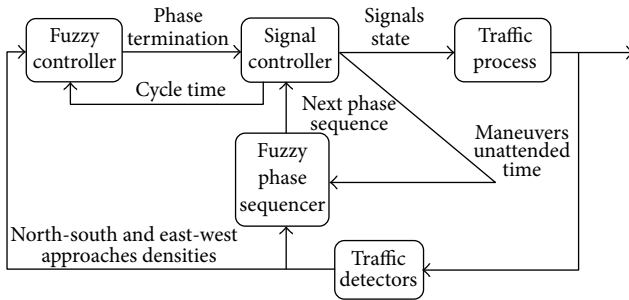 Phase
termination
Signals
state
Fuzzy
controller
Signal
controller
Traffic
process
Cycle time
Next phase
sequence
Maneuvers
unattended
time
Fuzzy
phase
sequencer
North-south and east-west
approaches densities
Traffic
detectors